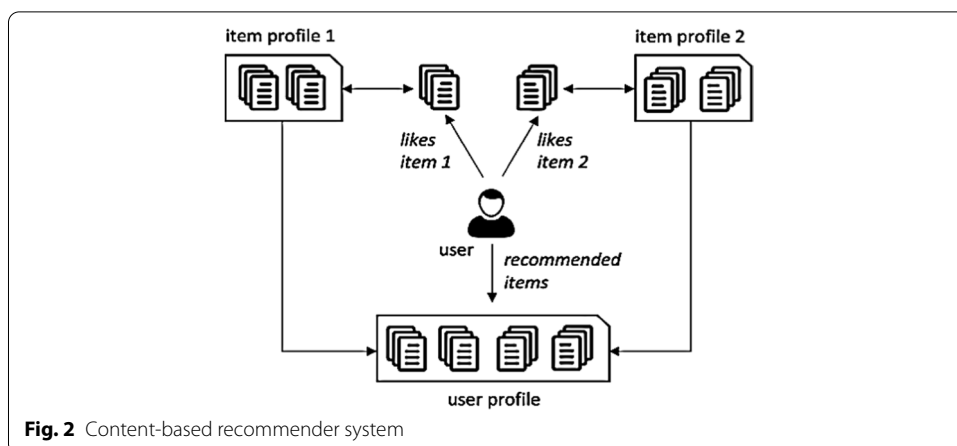 item profile 1
item profile 2
likes
item 1
likes
item 2
user
recommended
items
user profile
Fig. 2 Content-based recommender system